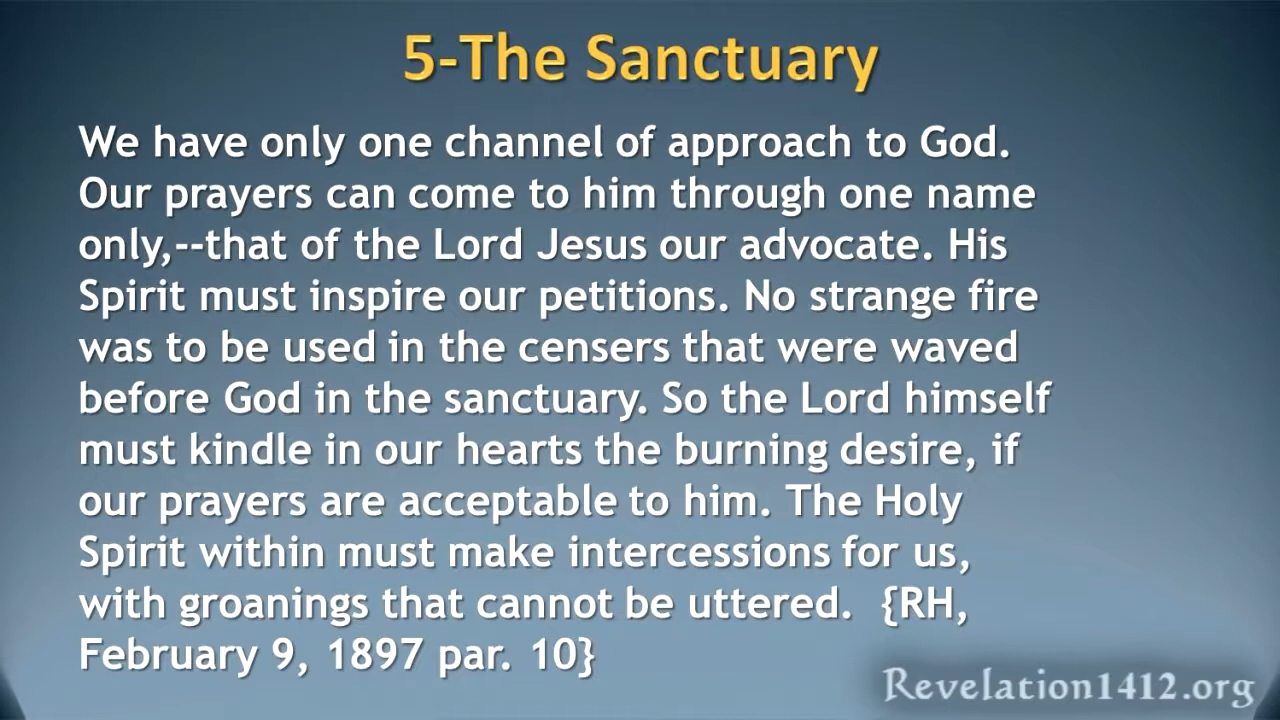 5-The Sanctuary
We have only one channel of approach to God.
Our prayers can come to him through one name
only,--that of the Lord Jesus our advocate. His
Spirit must inspire our petitions. No strange fire
was to be used in the censers that were waved
before God in the sanctuary. So the Lord himself
must kindle in our hearts the burning desire, if
our prayers are acceptable to him. The Holy
Spirit within must make intercessions for us,
with groanings that cannot be uttered.  {RH,
February 9, 1897 par. 10}
Revelation1412.org